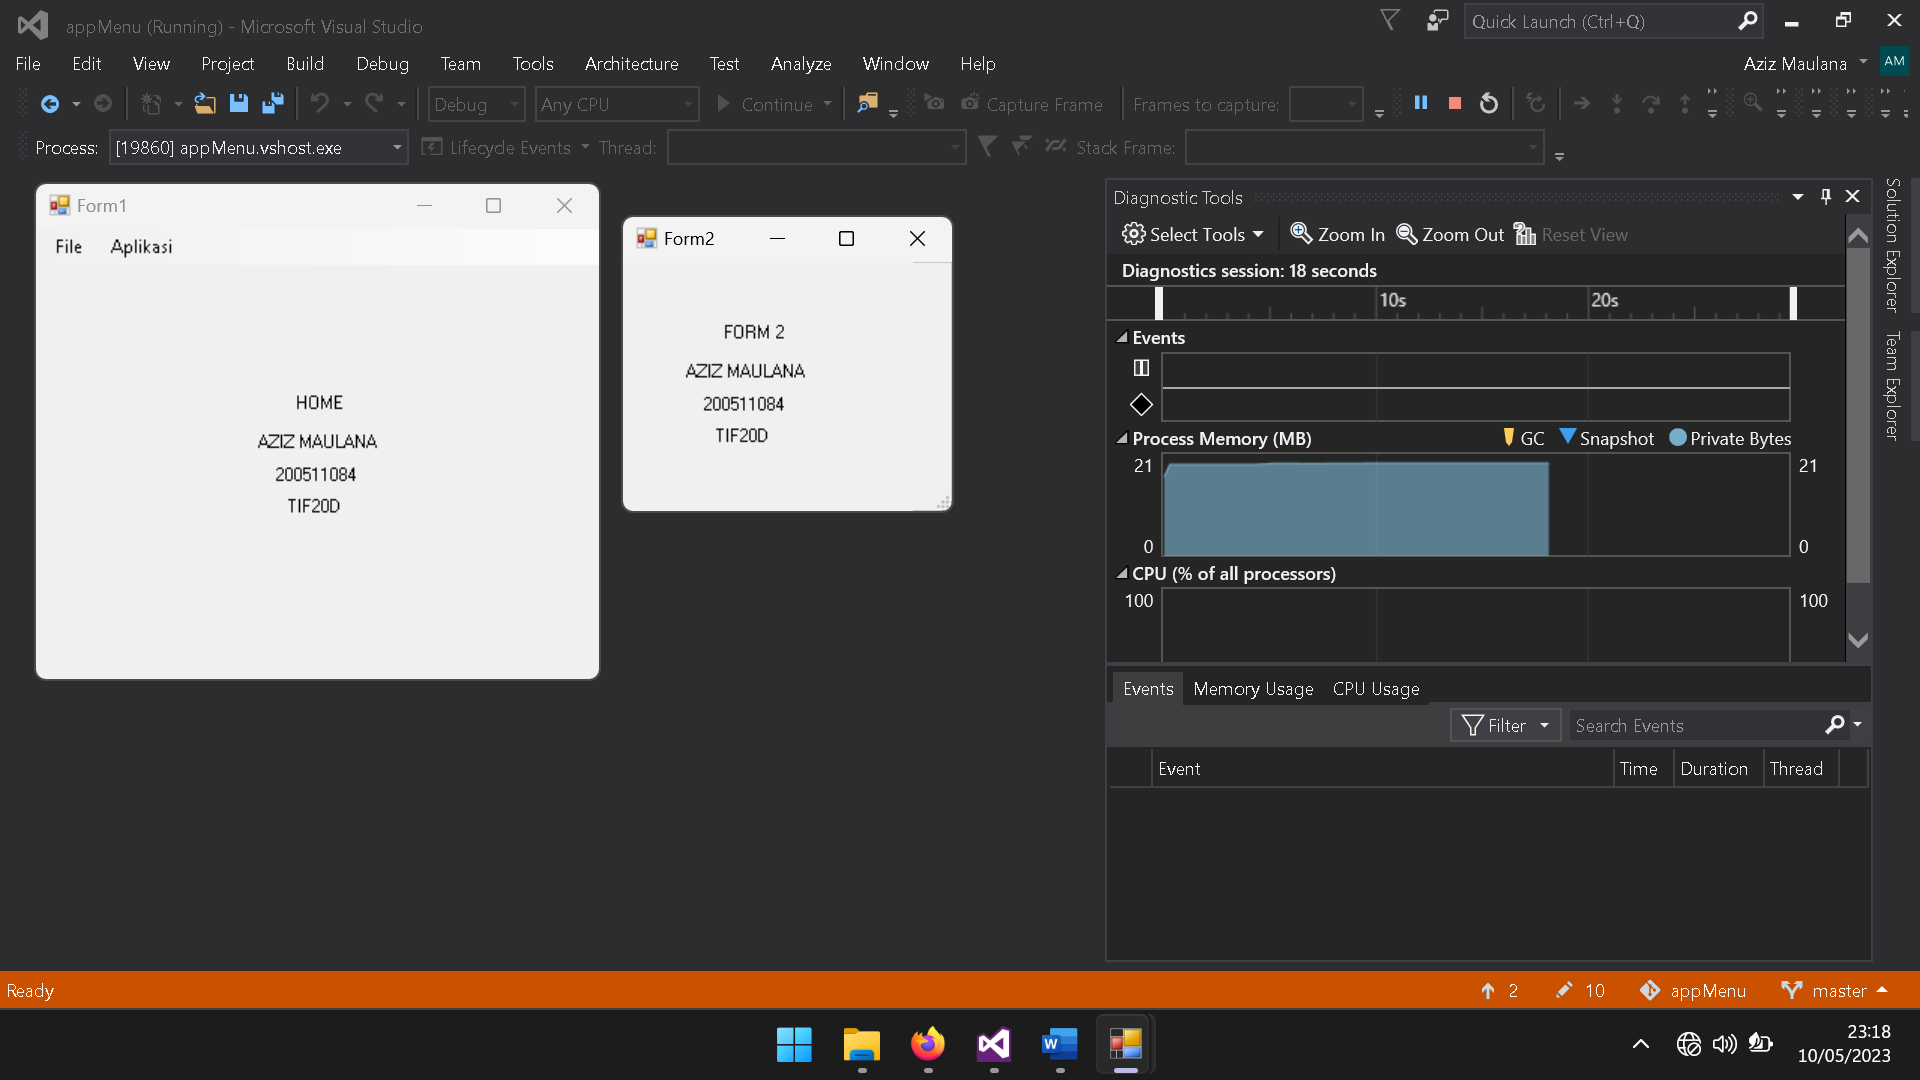 appMenu (Running) - Microsoft Visual Studio
Quick Launch (Ctrl+Q)
File Edit View Project Build Debug Team Tools Architecture Test Analyze Window Help
Aziz Maulana AM
Debug Any CPU Continue Capture Frame Frames to capture:
Process: [19860] appMenu.vshost.exe Lifecycle Events Thread: Stack Frame:
Form1
File Aplikasi
HOME
AZIZ MAULANA
200511084
TIF20D
Form2
FORM 2
AZIZ MAULANA
200511084
TIF20D
Diagnostic Tools
Select Tools Zoom In Zoom Out Reset View
Diagnostics session: 18 seconds
10s 20s
Events
Process Memory (MB) GC Snapshot Private Bytes
21 21
0 0
CPU (% of all processors)
100 100
Events Memory Usage CPU Usage
Filter Search Events
Event Time Duration Thread
Solution Explorer
Team Explorer
Ready 2 10 appMenu master
W
23:18
10/05/2023